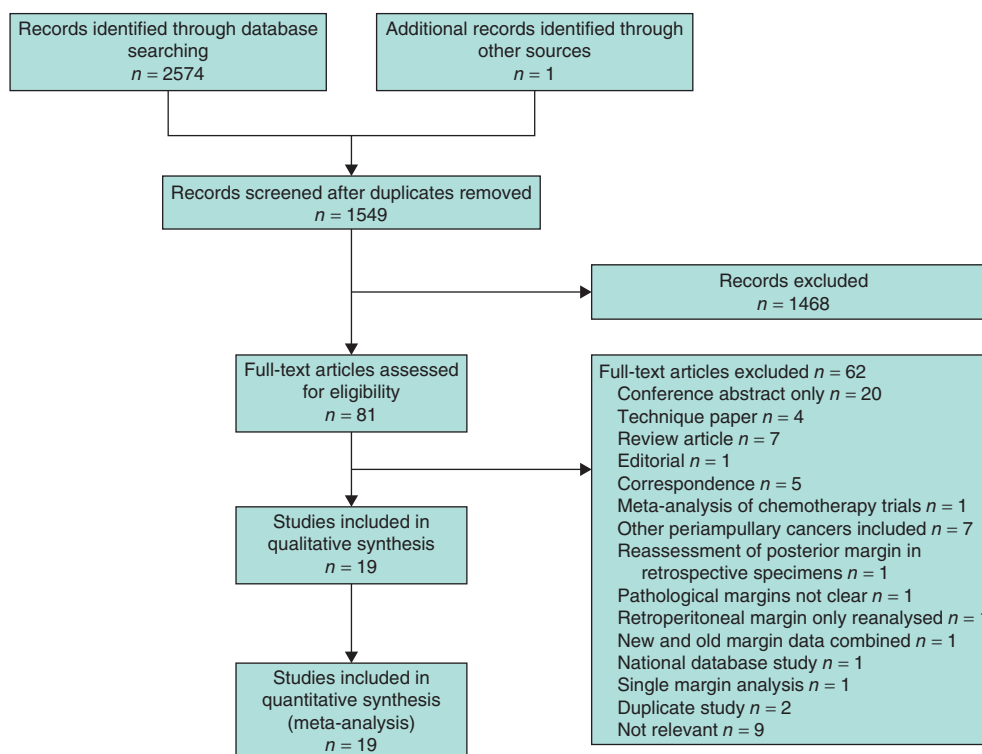 Records identified through database
searching
n = 2574
Additional records identified through
other sources
n = 1
Records screened after duplicates removed
n = 1549
Records excluded
n = 1468
Full-text articles assessed
for eligibility
n = 81
Full-text articles excluded n = 62
Conference abstract only n = 20
Technique paper n = 4
Review article n = 7
Editorial n = 1
Correspondence n = 5
Meta-analysis of chemotherapy trials n = 1
Other periampullary cancers included n = 7
Reassessment of posterior margin in
retrospective specimens n = 1
Pathological margins not clear n = 1
Retroperitoneal margin only reanalysed n =
New and old margin data combined n = 1
National database study n = 1
Single margin analysis n = 1
Duplicate study n = 2
Not relevant n = 9
Studies included in
qualitative synthesis
n = 19
Studies included in
quantitative synthesis
(meta-analysis)
n = 19